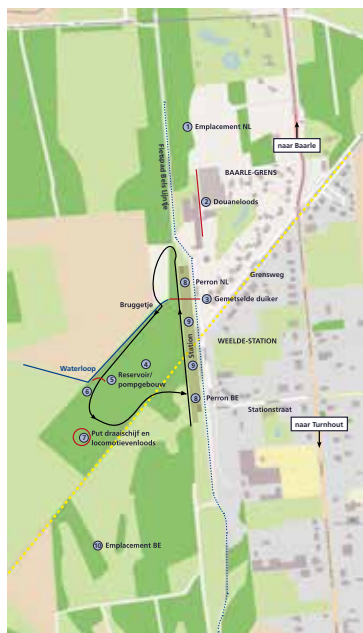 1 Emplacement NL
naar Baarle
Fietspad Bels Lijntje
BAARLE-GRENS
2 Douaneloods
Grensweg
8 Perron NL
3 Gemetselde duiker
Bruggetje
9
Station
WEELDE-STATION
4
Waterloop
5 Reservoir/
pompgebouw
9
6
8 Perron BE
Stationstraat
naar Turnhout
7 Put draaischijf en
locomotievenloods
10 Emplacement BE